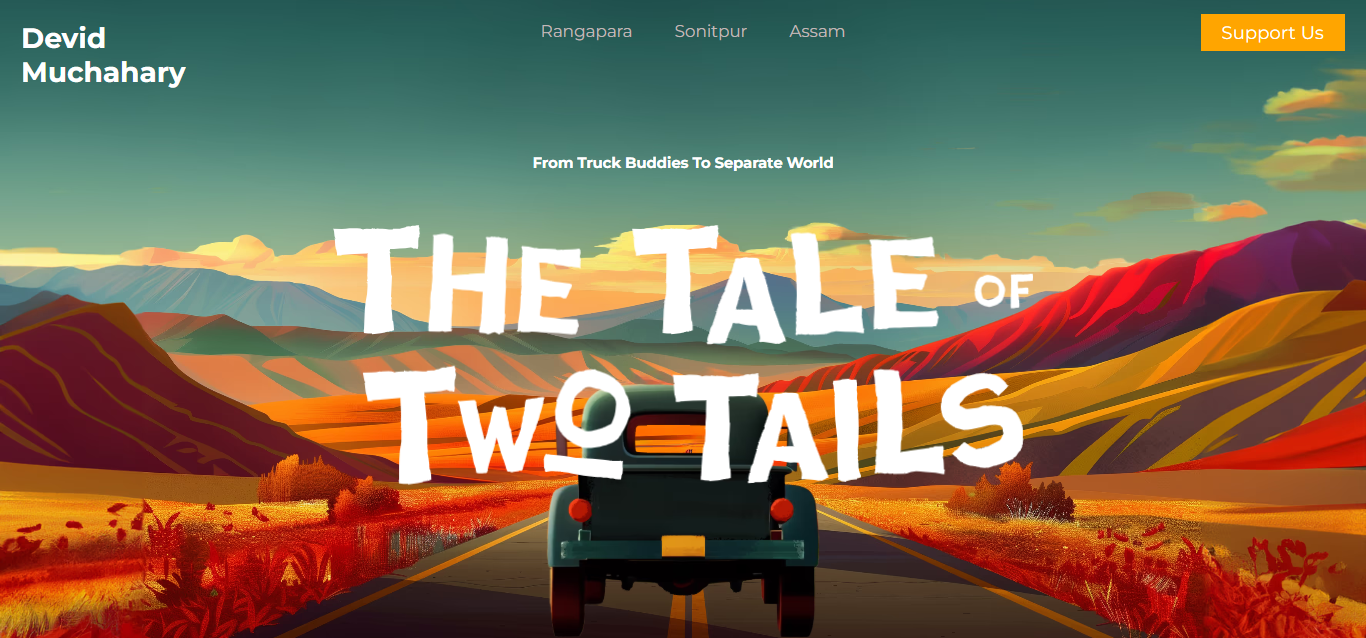 Devid
Muchahary
Rangapara Sonitpur Assam
Support Us
From Truck Buddies To Separate World
THE TALE OF
TWO TAILS